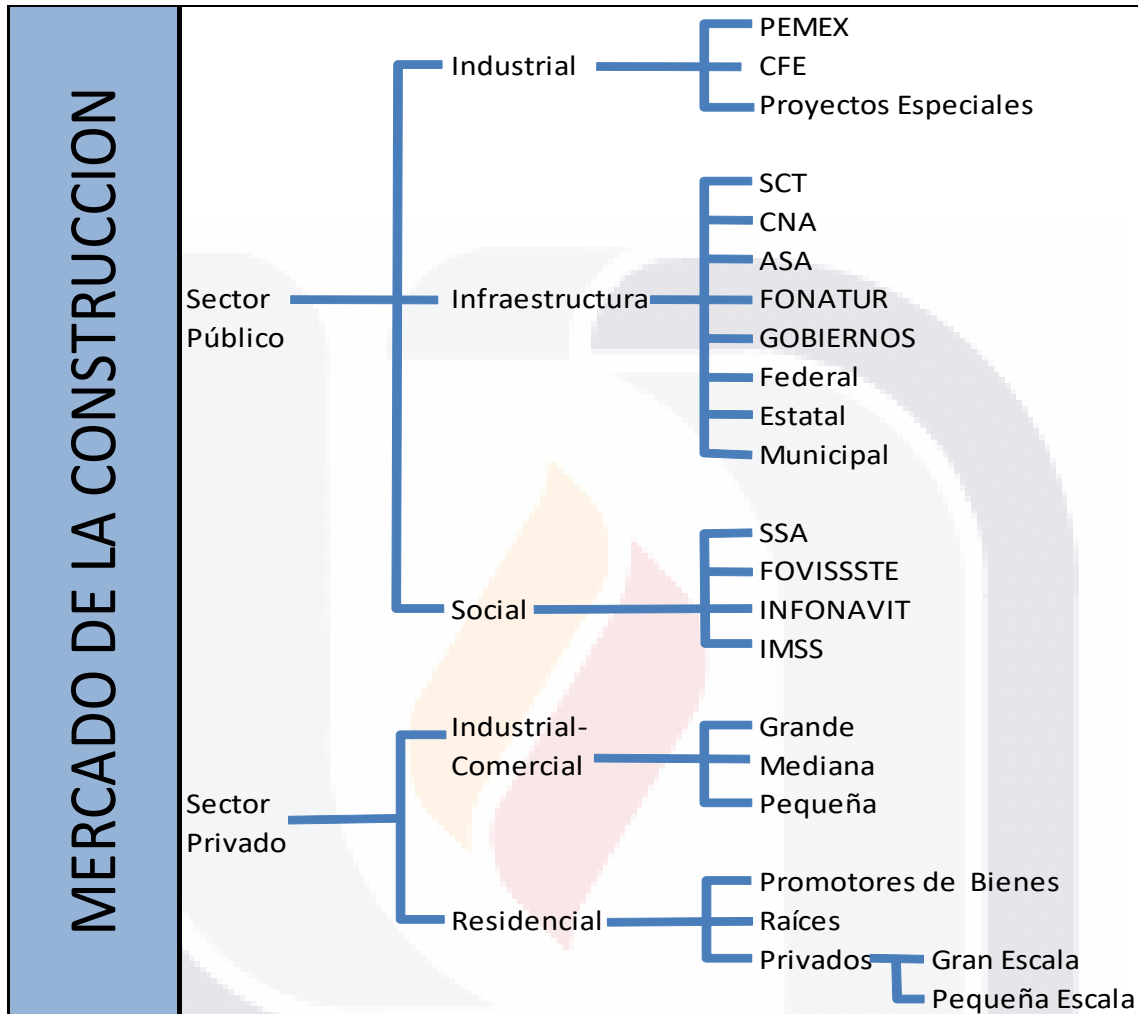 MERCADO DE LA CONSTRUCCION
Sector
Público
Industrial
PEMEX
CFE
Proyectos Especiales
Infraestructura
SCT
CNA
ASA
FONATUR
GOBIERNOS
Federal
Estatal
Municipal
Social
SSA
FOVISSSTE
INFONAVIT
IMSS
Sector
Privado
Industrial-
Comercial
Grande
Mediana
Pequeña
Residencial
Promotores de Bienes
Raíces
Privados
Gran Escala
Pequeña Escala